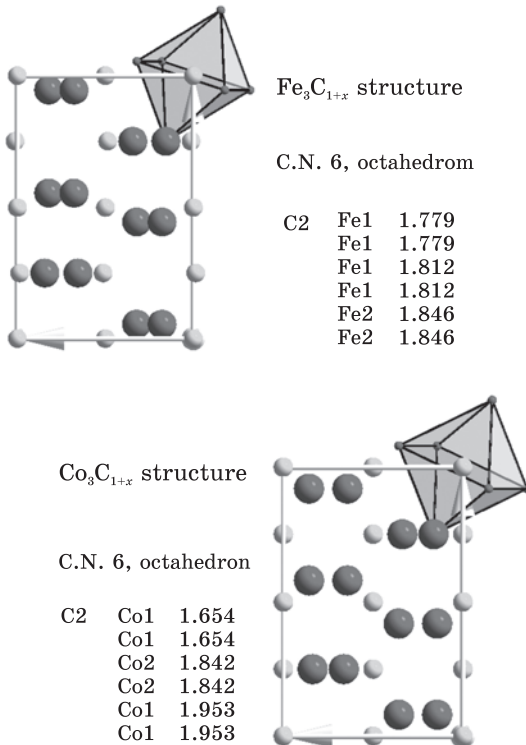 Fe₃C₁₊ₓ structure
C.N. 6, octahedrom
C2 Fe1 1.779
Fe1 1.779
Fe1 1.812
Fe1 1.812
Fe2 1.846
Fe2 1.846
Co₃C₁₊ₓ structure
C.N. 6, octahedron
C2 Co1 1.654
Co1 1.654
Co2 1.842
Co2 1.842
Co1 1.953
Co1 1.953